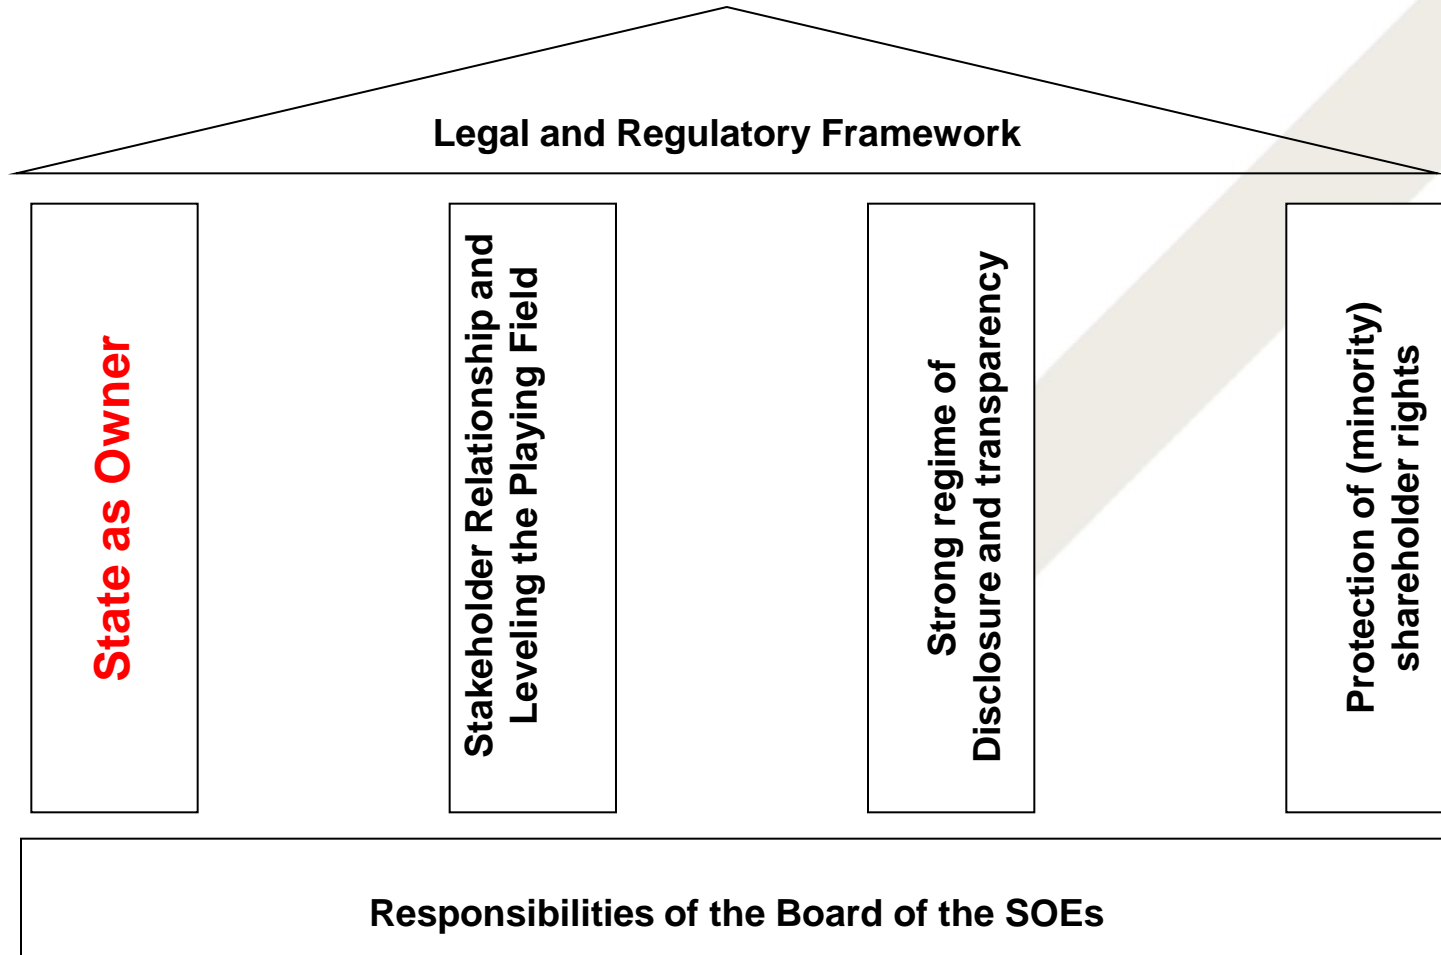 Legal and Regulatory Framework
State as Owner
Stakeholder Relationship and
Leveling the Playing Field
Strong regime of
Disclosure and transparency
Protection of (minority)
shareholder rights
Responsibilities of the Board of the SOEs